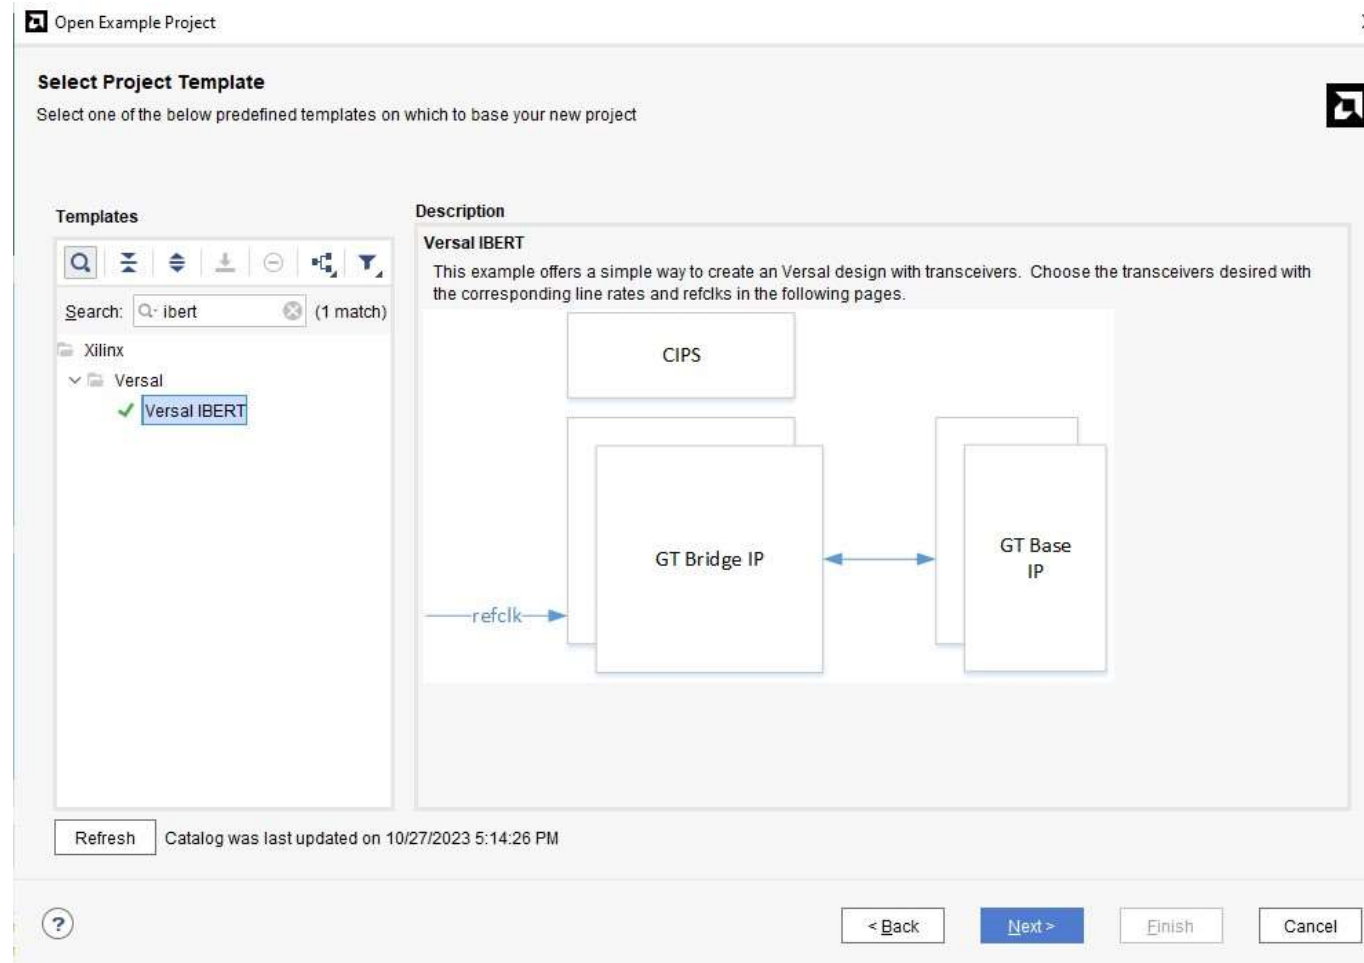 Open Example Project
Select Project Template
Select one of the below predefined templates on which to base your new project
Templates
Search: ibert (1 match)
Xilinx
Versal
Versal IBERT
Description
Versal IBERT
This example offers a simple way to create an Versal design with transceivers. Choose the transceivers desired with
the corresponding line rates and refclks in the following pages.
CIPS
GT Bridge IP
GT Base
IP
refclk
Refresh Catalog was last updated on 10/27/2023 5:14:26 PM
? < Back Next > Finish Cancel